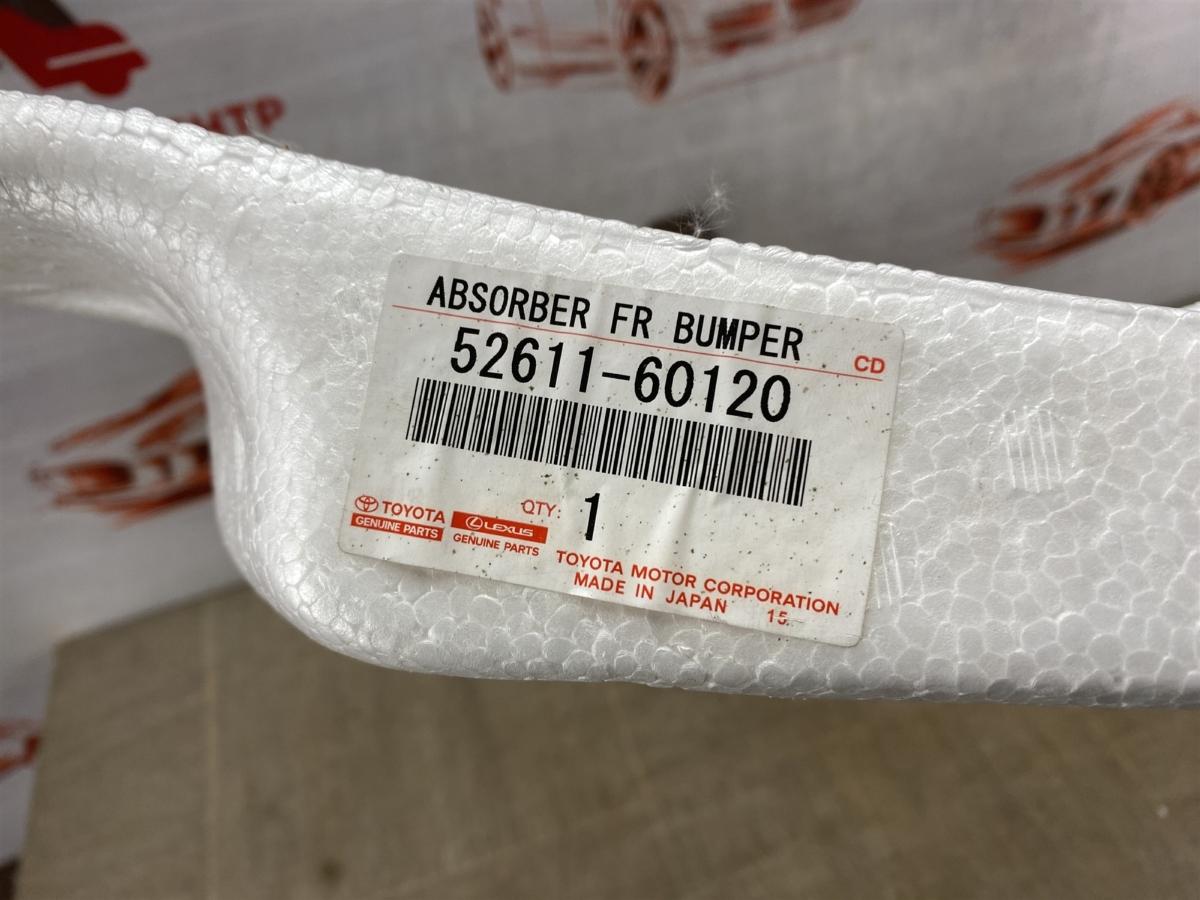 ABSORBER FR BUMPER
CD
52611-60120
QTY: 1
TOYOTA
GENUINE PARTS
LEXUS
GENUINE PARTS
TOYOTA MOTOR CORPORATION
MADE IN JAPAN 15